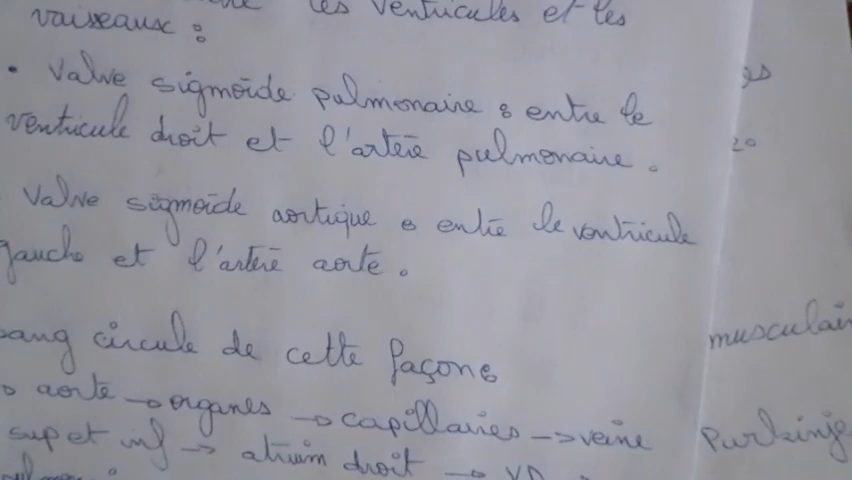 les ventricules et les
vaisseaux :
• Valve sigmoïde pulmonaire : entre le
ventricule droit et l'artère pulmonaire.
Valve sigmoïde aortique : entre le ventricule
gauche et l'artère aorte.
sang circule de cette façon :
aorte → organes → capillaires → veine
sup et inf → atrium droit → VD
20
musculair
Purkinje